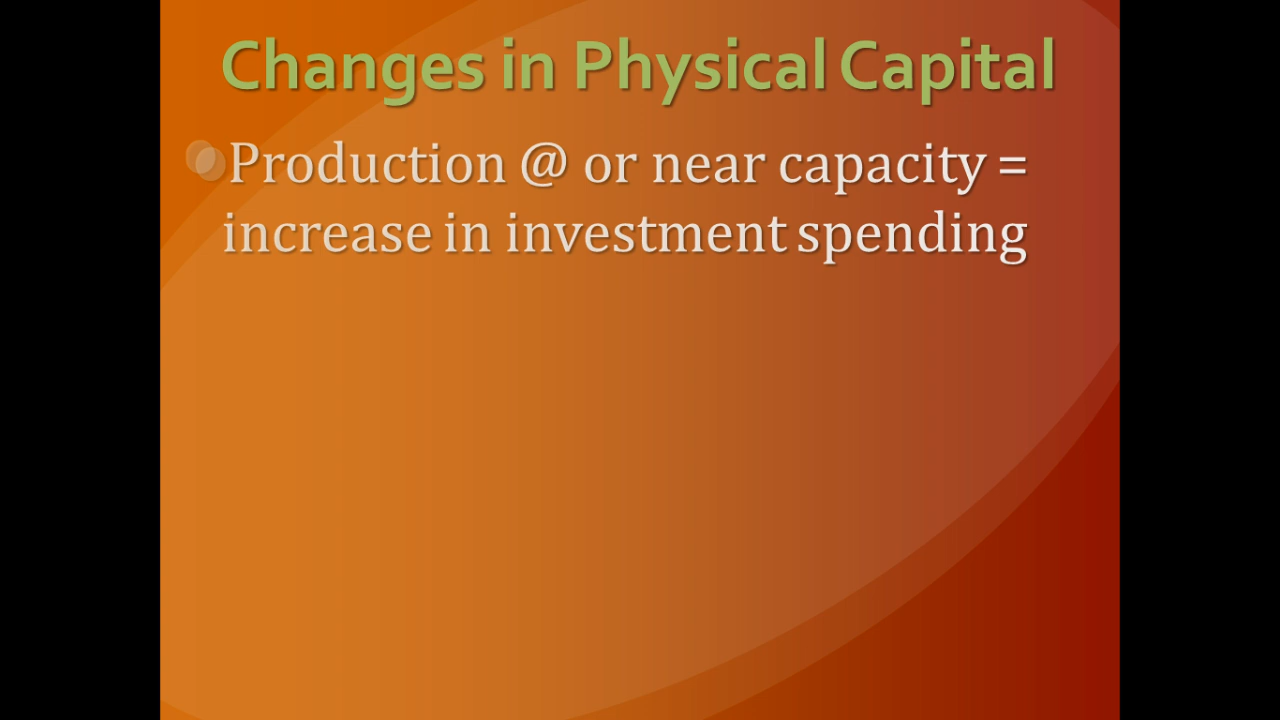 Changes in Physical Capital
Production @ or near capacity =
increase in investment spending